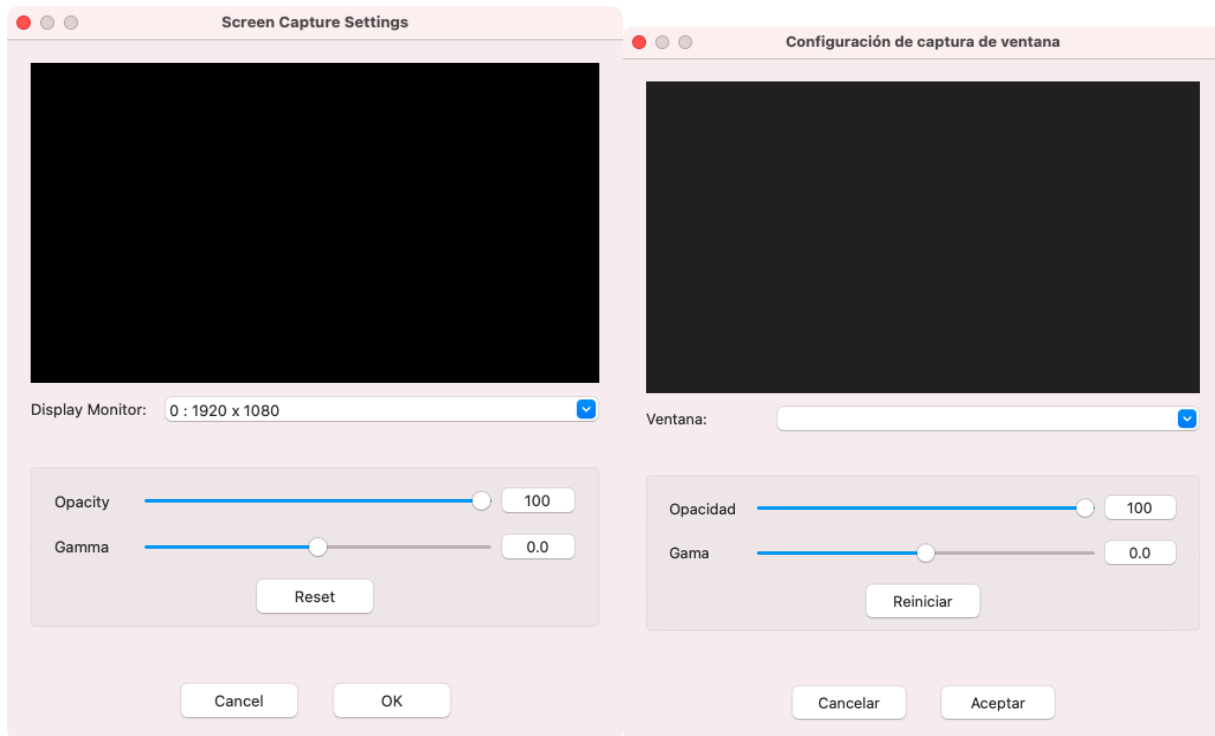 Screen Capture Settings
Display Monitor: 0 : 1920 x 1080
Opacity 100
Gamma 0.0
Reset
Cancel OK
Configuración de captura de ventana
Ventana:
Opacidad 100
Gama 0.0
Reiniciar
Cancelar Aceptar